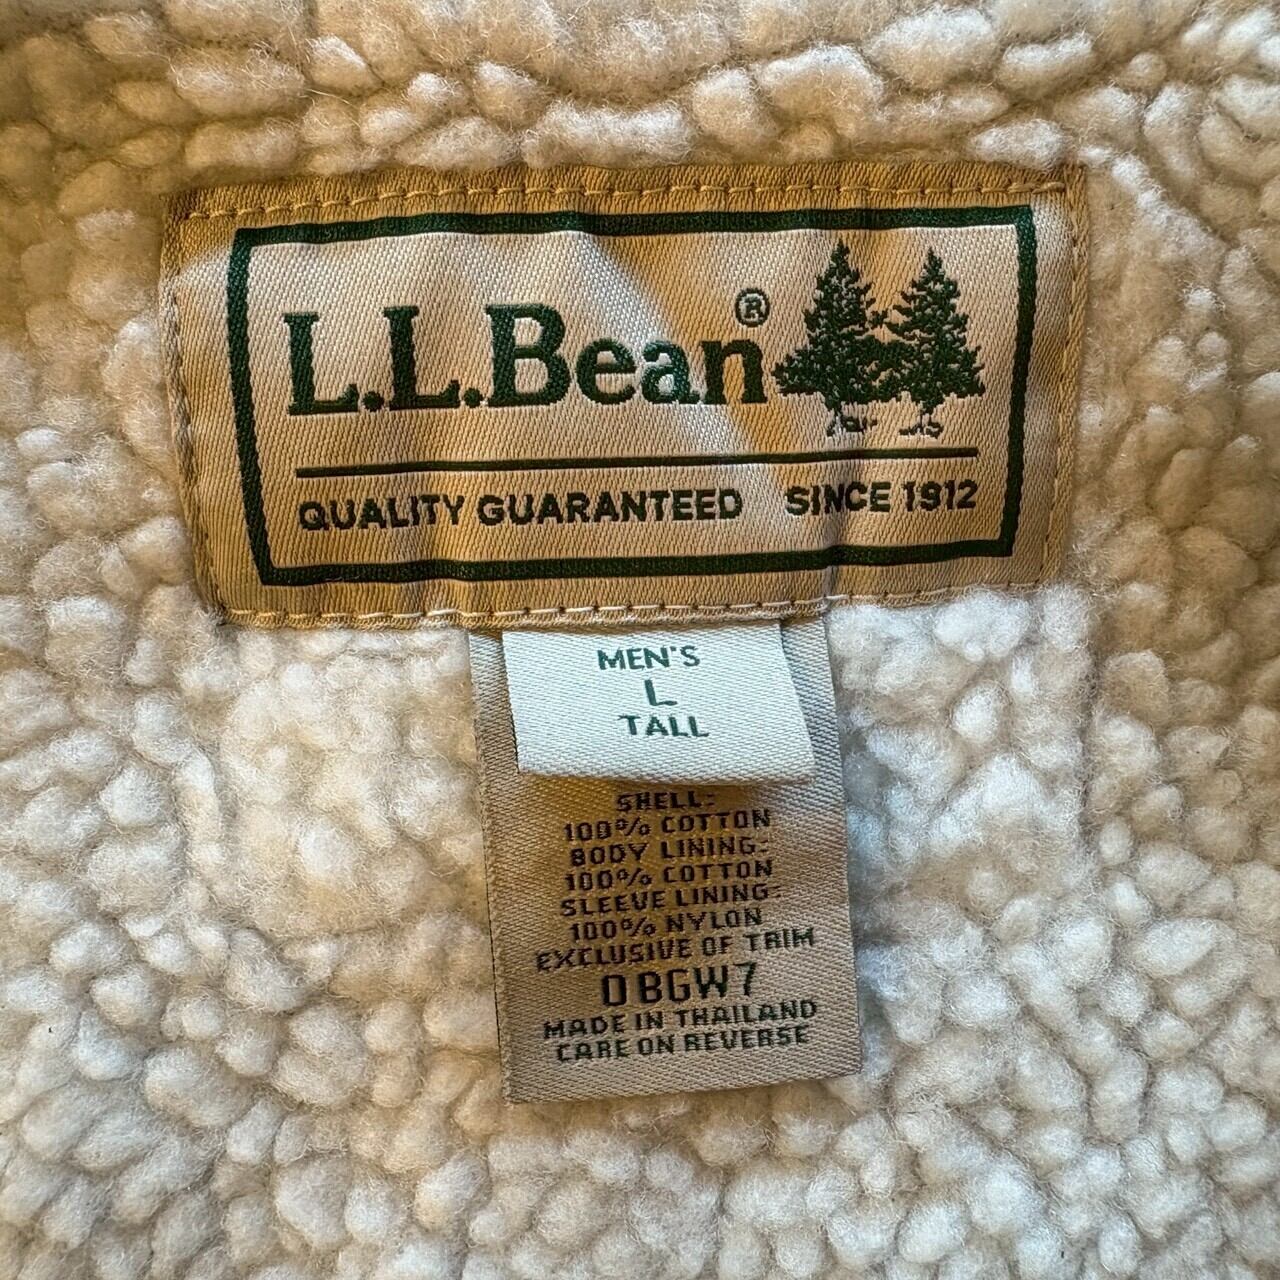 L.L.Bean®
QUALITY GUARANTEED SINCE 1912
MEN'S
L
TALL
SHELL:
100% COTTON
BODY LINING:
100% COTTON
SLEEVE LINING:
100% NYLON
EXCLUSIVE OF TRIM
0BGW7
MADE IN THAILAND
CARE ON REVERSE